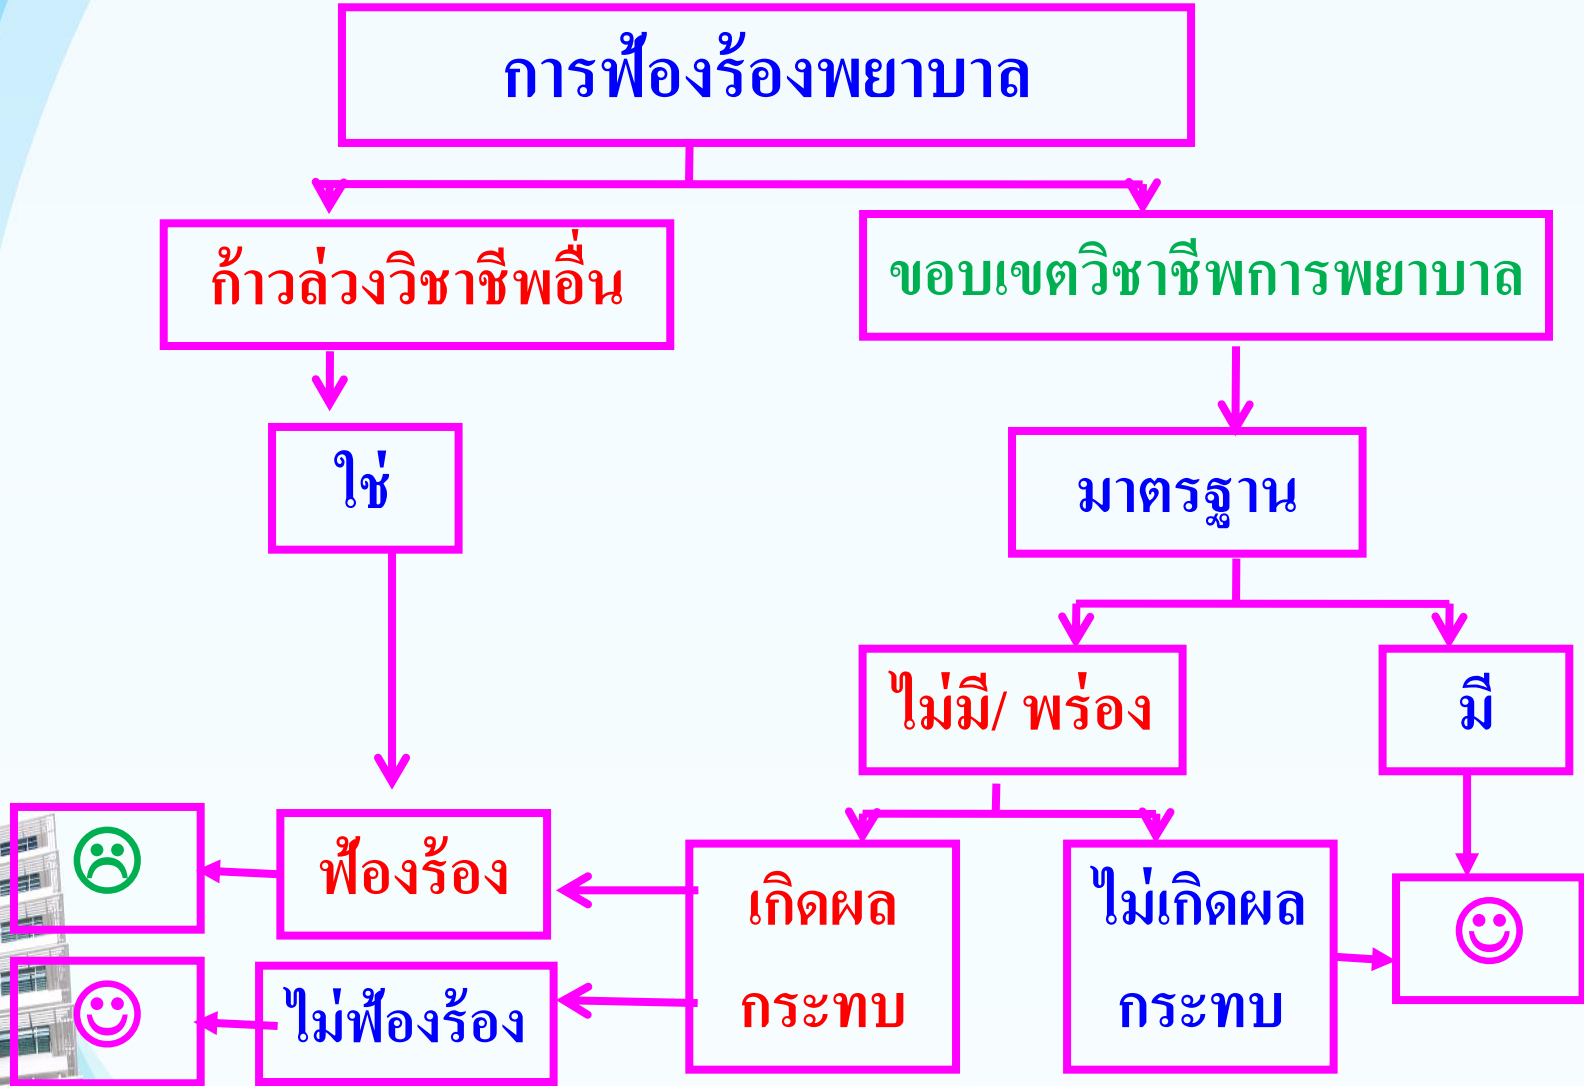 การฟ้องร้องพยาบาล
ก้าวล่วงวิชาชีพอื่น
ขอบเขตวิชาชีพการพยาบาล
ใช่
มาตรฐาน
ไม่มี/ พร่อง
มี
ฟ้องร้อง
เกิดผล
กระทบ
ไม่เกิดผล
กระทบ
ไม่ฟ้องร้อง